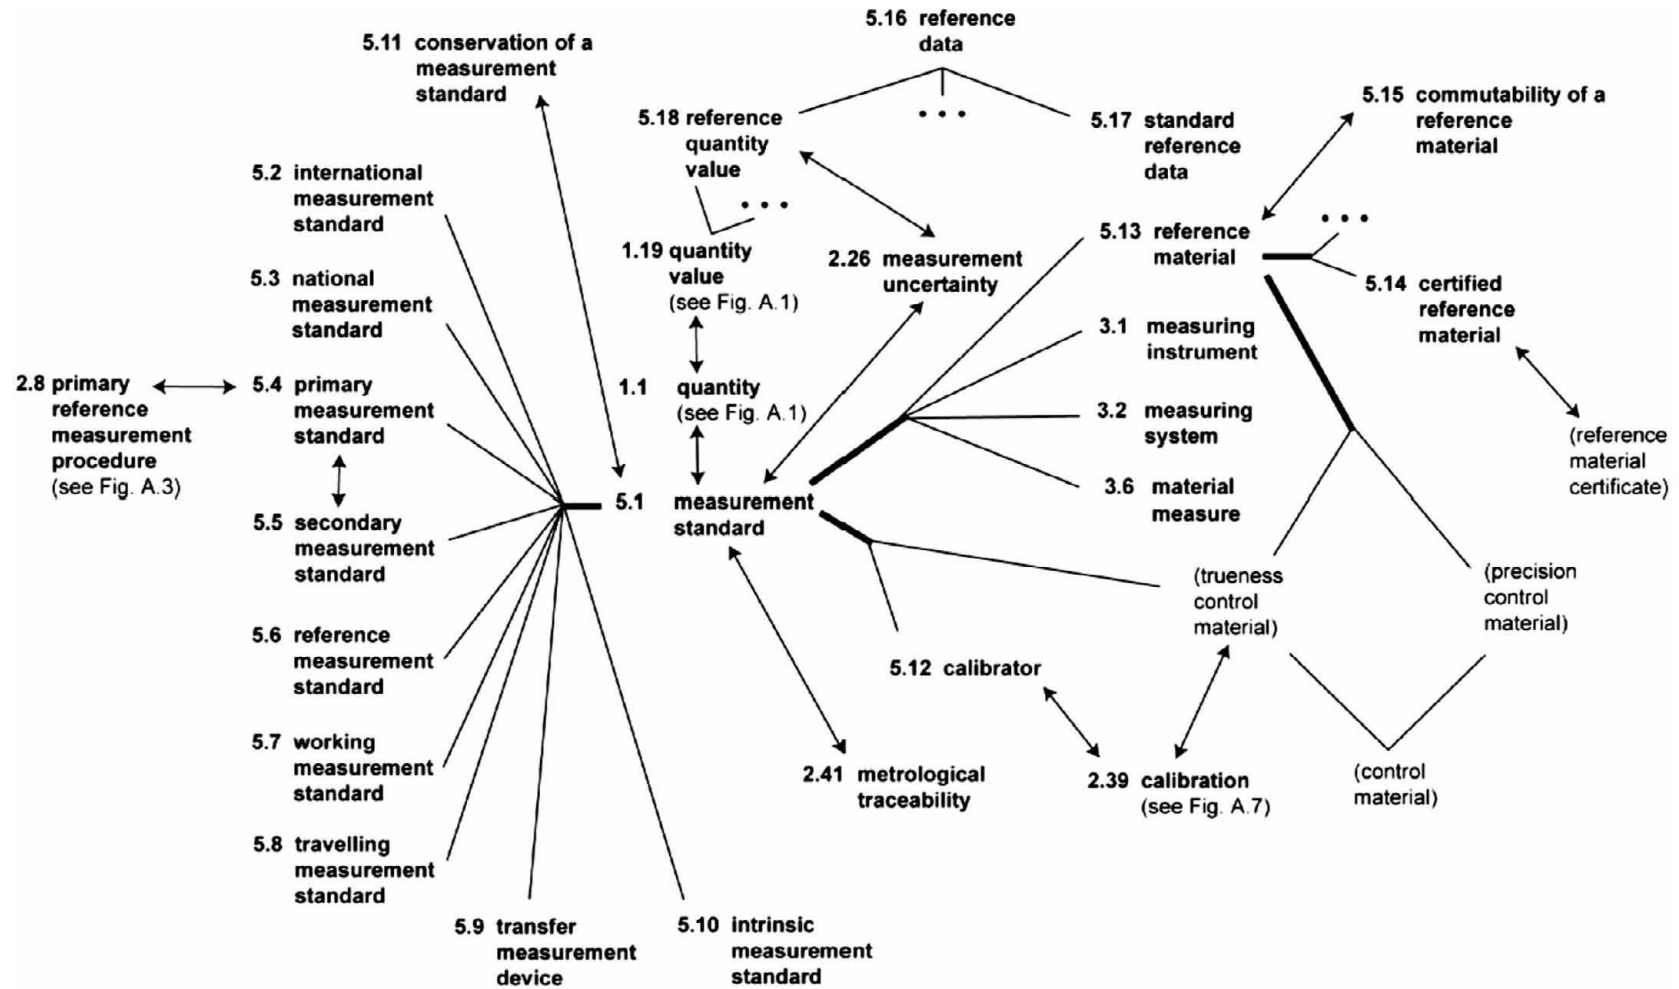 5.16 reference
data
5.11 conservation of a
measurement
standard
5.18 reference
quantity
value
• • •
5.17 standard
reference
data
5.15 commutability of a
reference
material
5.2 international
measurement
standard
• • •
1.19 quantity
value
(see Fig. A.1)
2.26 measurement
uncertainty
5.13 reference
material
• • •
5.14 certified
reference
material
5.3 national
measurement
standard
3.1 measuring
instrument
2.8 primary
reference
measurement
procedure
(see Fig. A.3)
5.4 primary
measurement
standard
1.1 quantity
(see Fig. A.1)
3.2 measuring
system
(reference
material
certificate)
3.6 material
measure
5.1 measurement
standard
5.5 secondary
measurement
standard
(trueness
control
material)
(precision
control
material)
5.6 reference
measurement
standard
5.12 calibrator
5.7 working
measurement
standard
2.41 metrological
traceability
2.39 calibration
(see Fig. A.7)
(control
material)
5.8 travelling
measurement
standard
5.9 transfer
measurement
device
5.10 intrinsic
measurement
standard